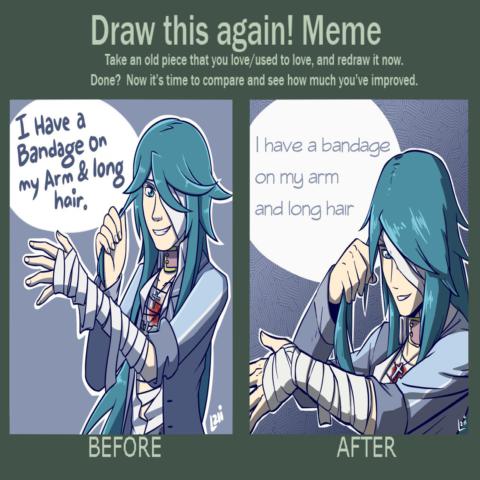 Draw this again! Meme
Take an old piece that you love/used to love, and redraw it now.
Done? Now it's time to compare and see how much you've improved.
I Have a
Bandage on
my Arm & long
hair.
I have a bandage
on my arm
and long hair
BEFORE
AFTER